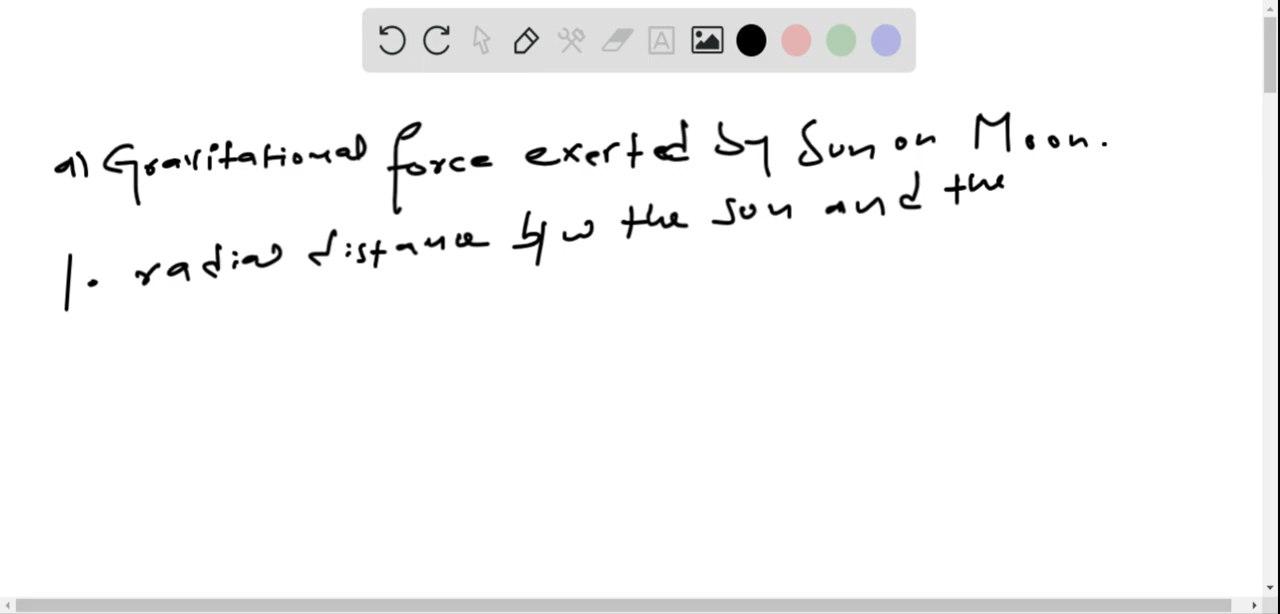 a) Gravitational force exerted by Sun on Moon.
1. radial distance b/w the sun and the